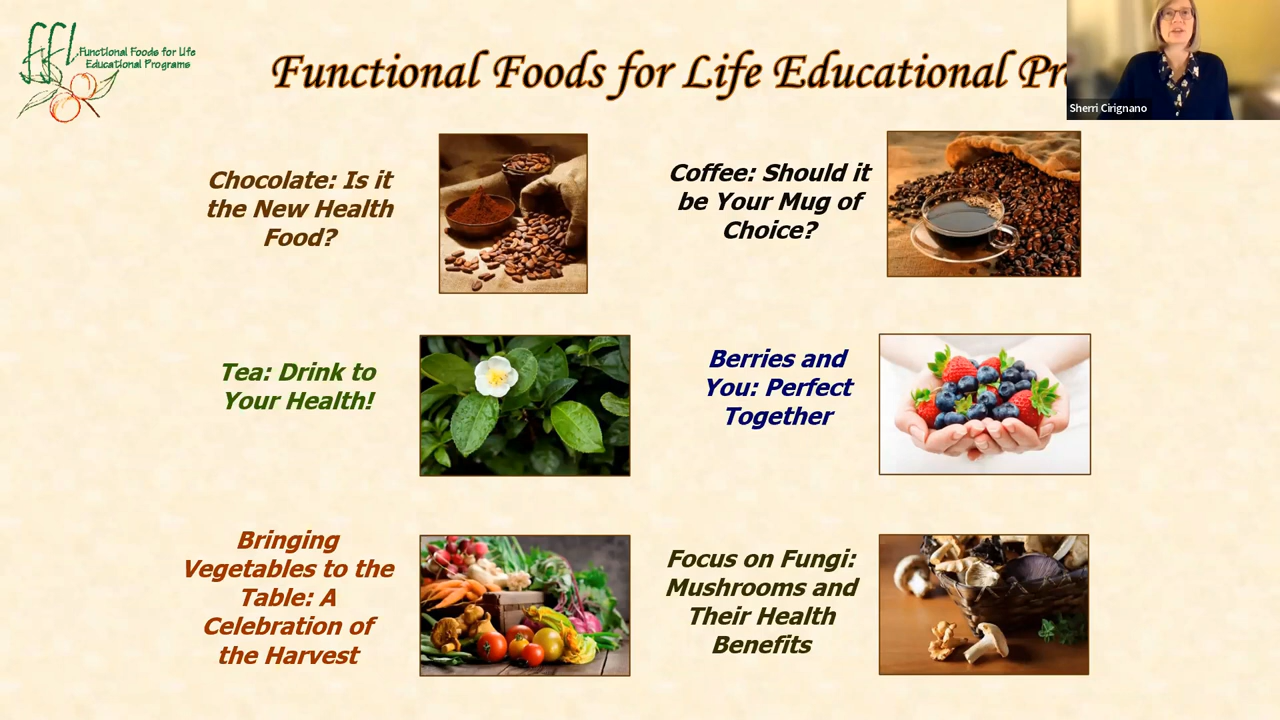 Functional Foods for Life
Educational Programs
Functional Foods for Life Educational
Sherri Cirignano
Chocolate: Is it
the New Health
Food?
Coffee: Should it
be Your Mug of
Choice?
Tea: Drink to
Your Health!
Berries and
You: Perfect
Together
Bringing
Vegetables to the
Table: A
Celebration of
the Harvest
Focus on Fungi:
Mushrooms and
Their Health
Benefits